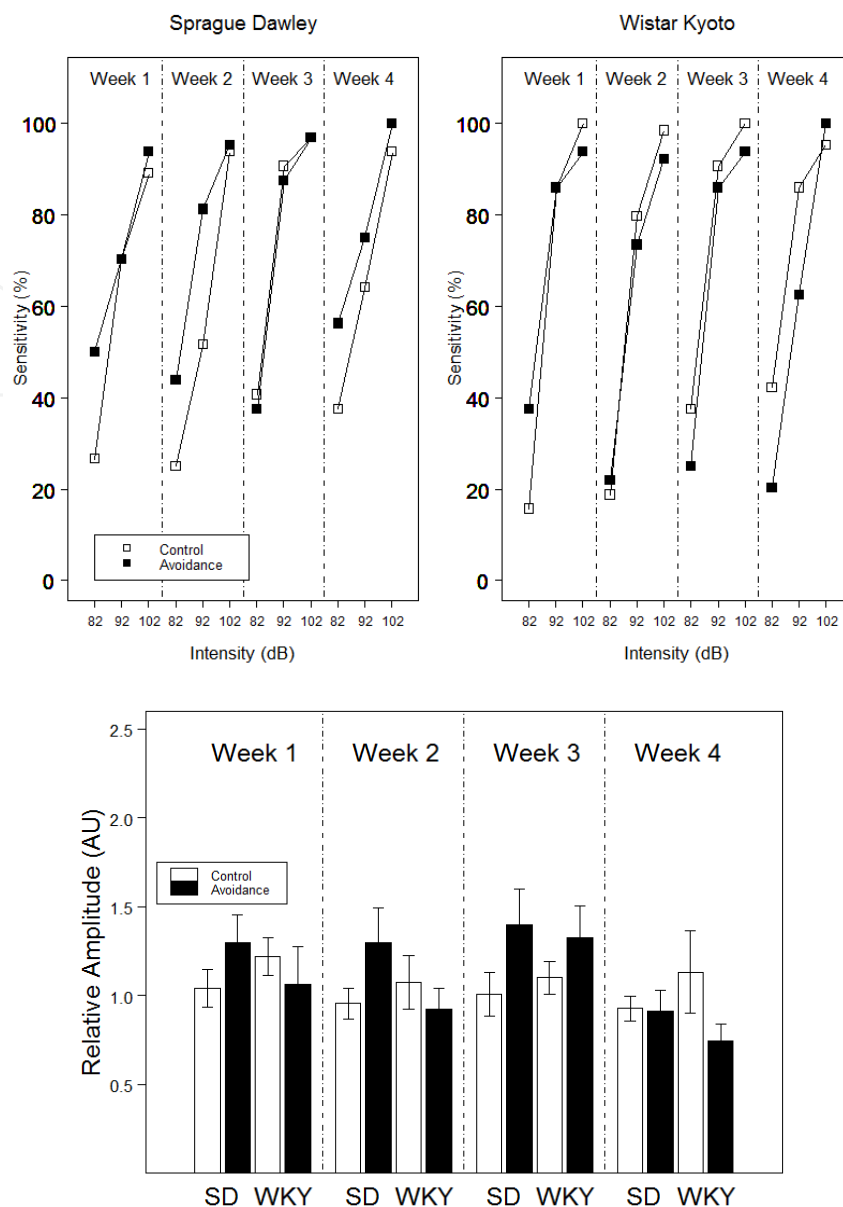 Sprague Dawley
Week 1 Week 2 Week 3 Week 4
100
80
60
40
20
0
Sensitivity (%)
Control
Avoidance
82 92 102 82 92 102 82 92 102 82 92 102
Intensity (dB)
Wistar Kyoto
Week 1 Week 2 Week 3 Week 4
100
80
60
40
20
0
Sensitivity (%)
82 92 102 82 92 102 82 92 102 82 92 102
Intensity (dB)
2.5
2.0
1.5
1.0
0.5
Relative Amplitude (AU)
Week 1 Week 2 Week 3 Week 4
Control
Avoidance
SD WKY SD WKY SD WKY SD WKY